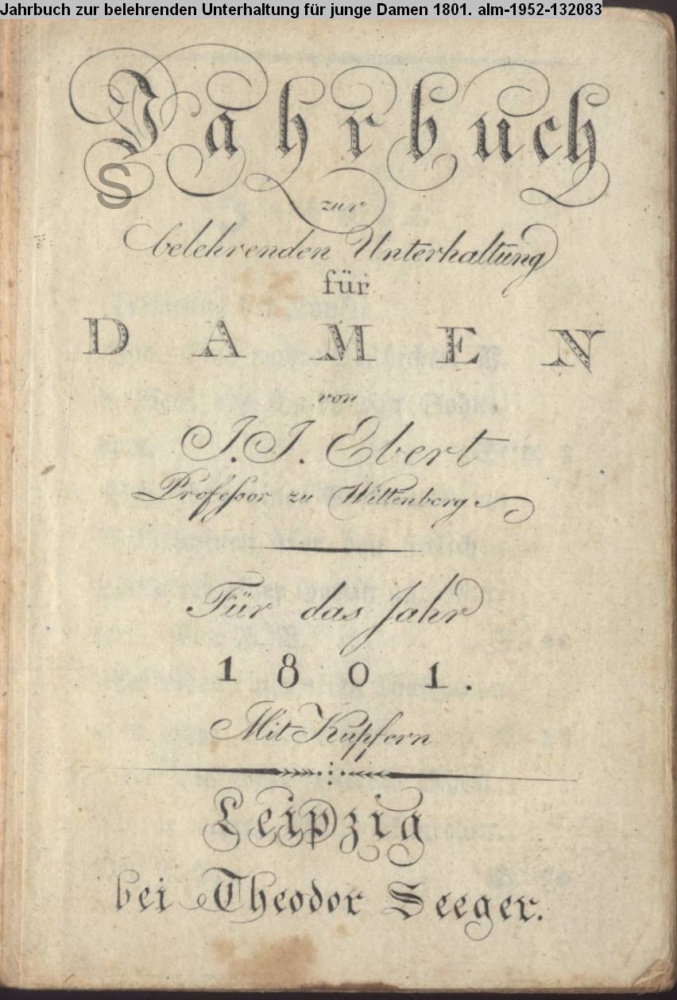 Jahrbuch zur belehrenden Unterhaltung für junge Damen 1801. alm-1952-132083
Jahrbuch
S
zur
belehrenden Unterhaltung
für
DAMEN
von
J. J. Ebert
Profeſsor zu Wittenberg
Für das Jahr
1801.
Mit Kupfern
Leipzig
bei Theodor Seeger.